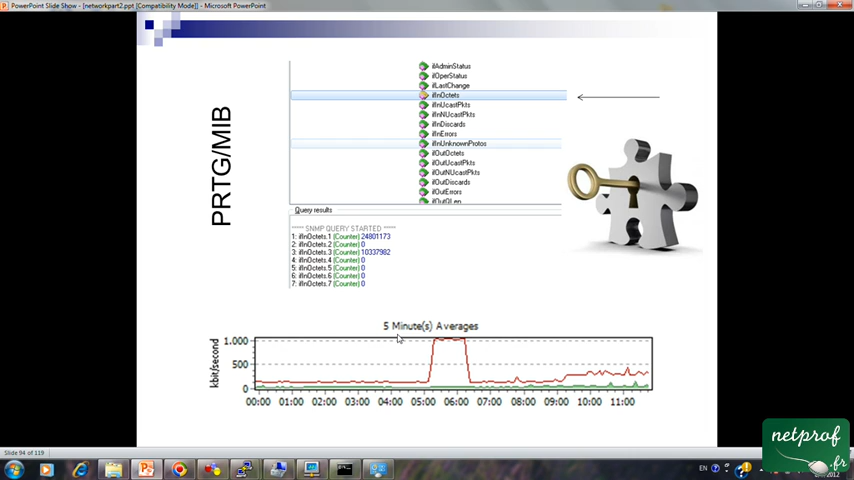 PowerPoint Slide Show - [networkpart2.ppt [Compatibility Mode]] - Microsoft PowerPoint
PRTG/MIB
ifAdminStatus
ifOperStatus
ifLastChange
ifInOctets
ifInUcastPkts
ifInNUcastPkts
ifInDiscards
ifInErrors
ifInUnknownProtos
ifOutOctets
ifOutUcastPkts
ifOutNUcastPkts
ifOutDiscards
ifOutErrors
ifOutQLen
Query results
***** SNMP QUERY STARTED *****
1: ifInOctets.1 (Counter) 24801173
2: ifInOctets.2 (Counter) 0
3: ifInOctets.3 (Counter) 10337982
4: ifInOctets.4 (Counter) 0
5: ifInOctets.5 (Counter) 0
6: ifInOctets.6 (Counter) 0
7: ifInOctets.7 (Counter) 0
5 Minute(s) Averages
kbit/second
1.000
500
0
00:00 01:00 02:00 03:00 04:00 05:00 06:00 07:00 08:00 09:00 10:00 11:00
netprof
.fr
Slide 94 of 119
EN